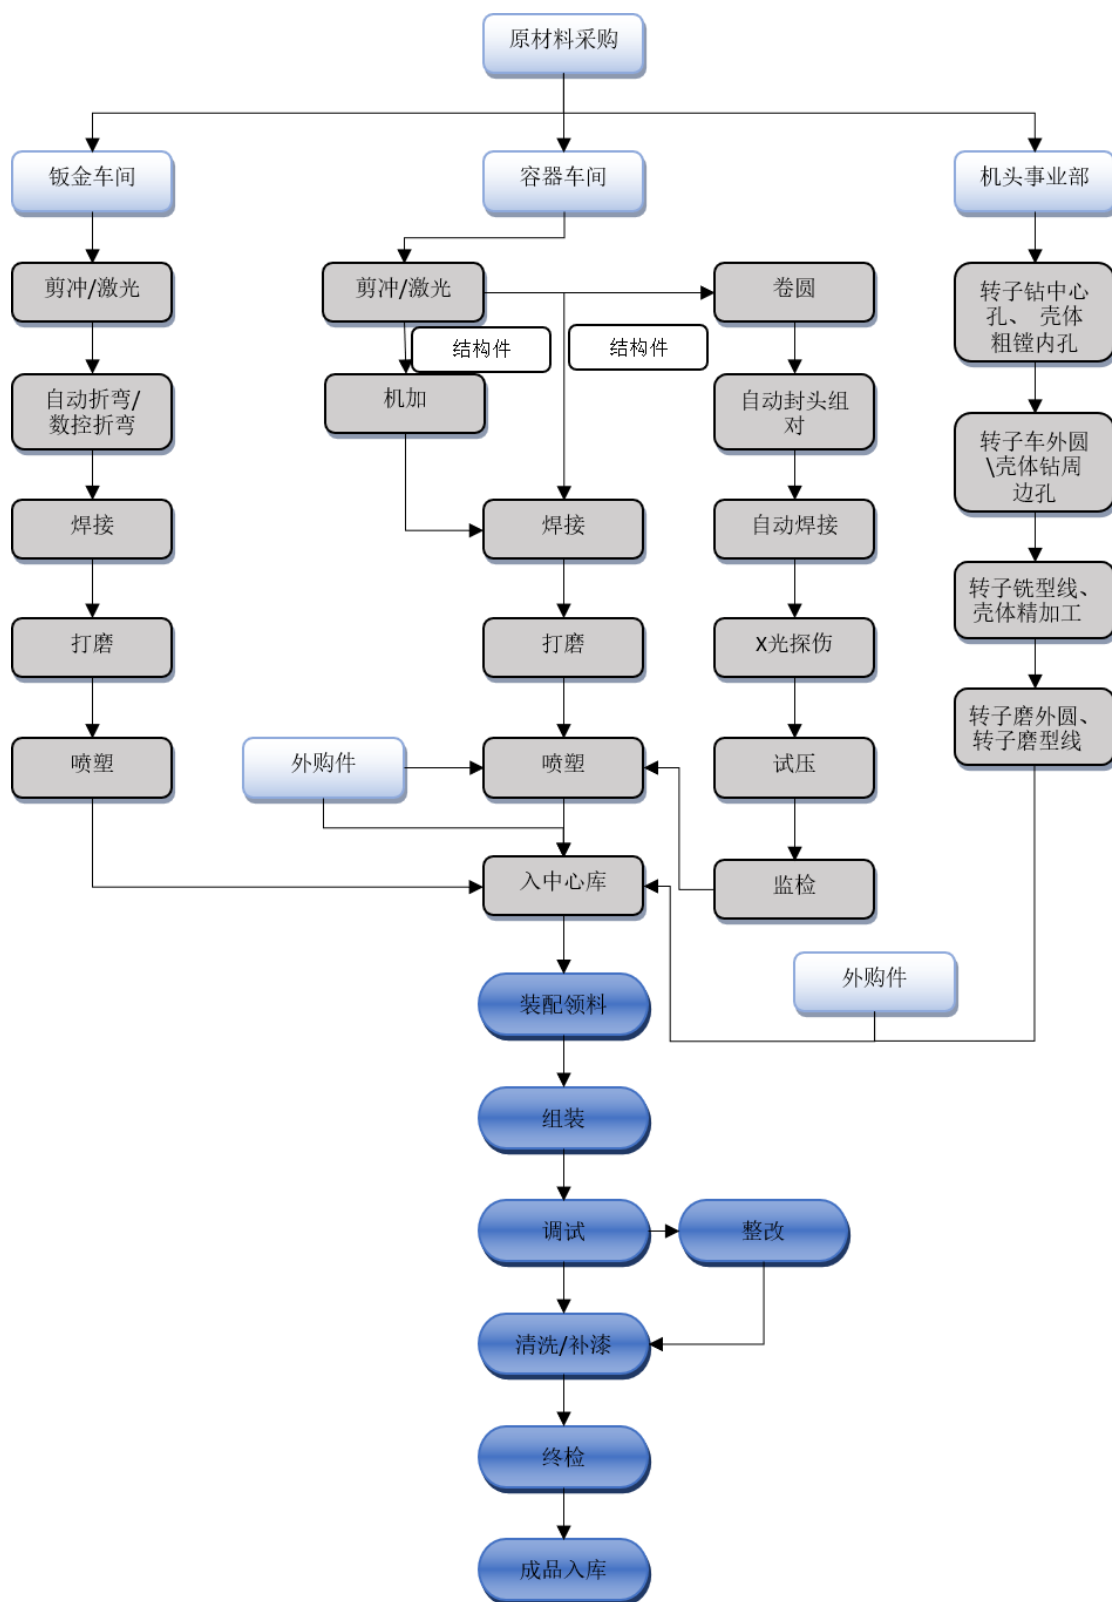 原材料采购
钣金车间
容器车间
机头事业部
剪冲/激光
剪冲/激光
卷圆
转子钻中心
孔、 壳体
粗镗内孔
结构件
结构件
自动折弯/
数控折弯
机加
自动封头组
对
转子车外圆
\壳体钻周
边孔
焊接
焊接
自动焊接
转子铣型线、
壳体精加工
打磨
打磨
X光探伤
转子磨外圆、
转子磨型线
喷塑
外购件
喷塑
试压
入中心库
监检
外购件
装配领料
组装
调试
整改
清洗/补漆
终检
成品入库